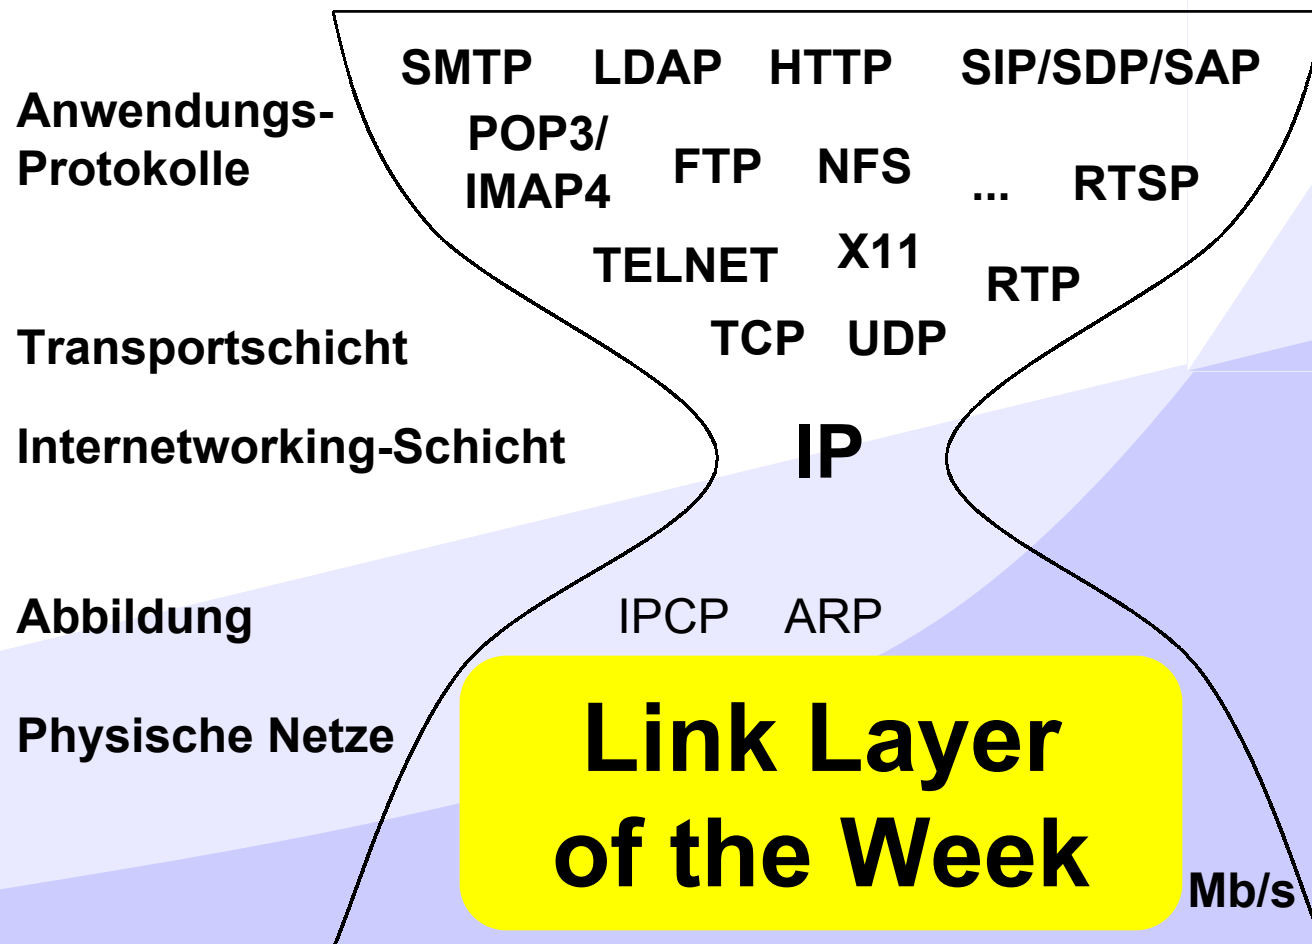 SMTP LDAP HTTP SIP/SDP/SAP
Anwendungs-
Protokolle
POP3/
IMAP4
FTP NFS ... RTSP
TELNET X11 RTP
Transportschicht TCP UDP
Internetworking-Schicht IP
Abbildung IPCP ARP
Physische Netze
Link Layer
of the Week
Mb/s